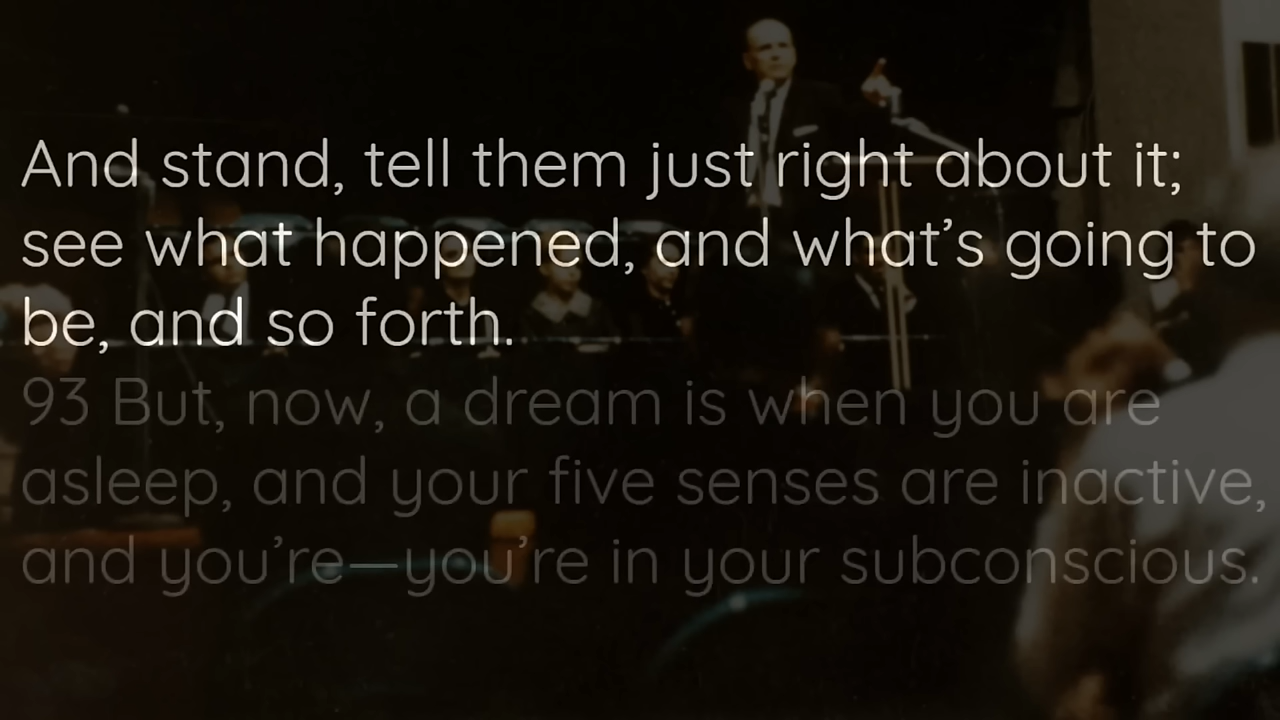 And stand, tell them just right about it;
see what happened, and what’s going to
be, and so forth.
93 But, now, a dream is when you are
asleep, and your five senses are inactive,
and you’re—you’re in your subconscious.